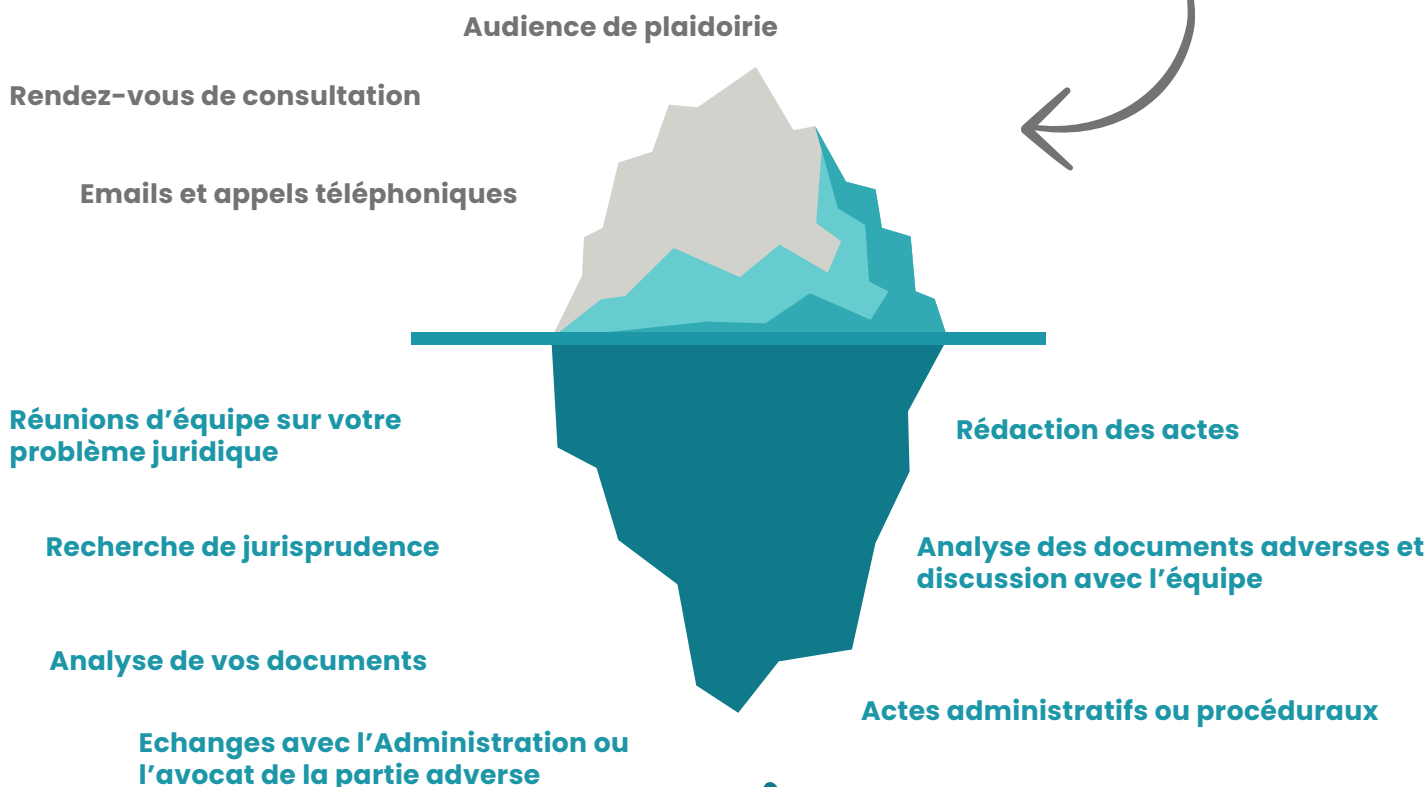 Audience de plaidoirie
Rendez-vous de consultation
Emails et appels téléphoniques
Réunions d’équipe sur votre
problème juridique
Rédaction des actes
Recherche de jurisprudence
Analyse des documents adverses et
discussion avec l’équipe
Analyse de vos documents
Actes administratifs ou procéduraux
Echanges avec l’Administration ou
l’avocat de la partie adverse